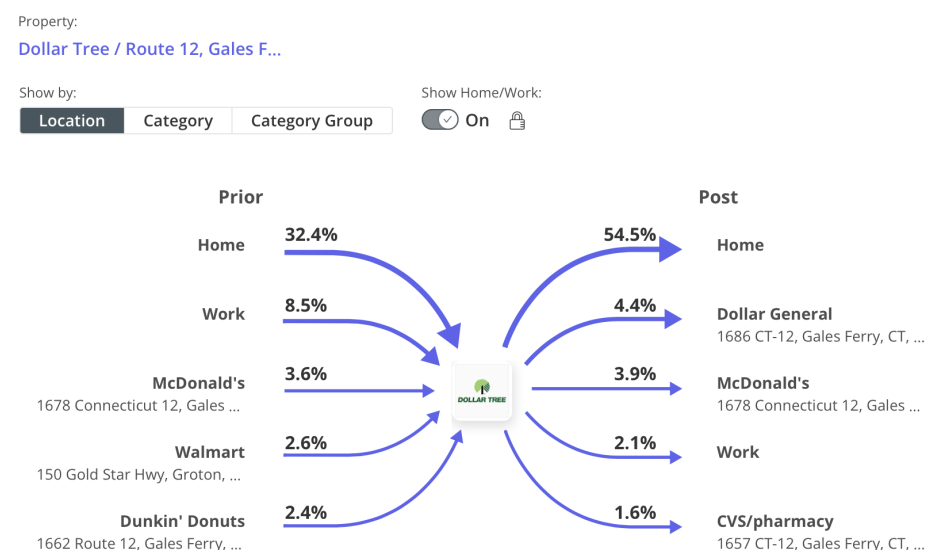 Property:
Dollar Tree / Route 12, Gales F...
Show by:
Show Home/Work:
Location
Category
Category Group
On
Prior
Post
Home
32.4%
54.5%
Home
Work
8.5%
4.4%
Dollar General
1686 CT-12, Gales Ferry, CT, ...
McDonald's
1678 Connecticut 12, Gales ...
3.6%
DOLLAR TREE
3.9%
McDonald's
1678 Connecticut 12, Gales ...
Walmart
150 Gold Star Hwy, Groton, ...
2.6%
2.1%
Work
Dunkin' Donuts
1662 Route 12, Gales Ferry, ...
2.4%
1.6%
CVS/pharmacy
1657 CT-12, Gales Ferry, CT, ...